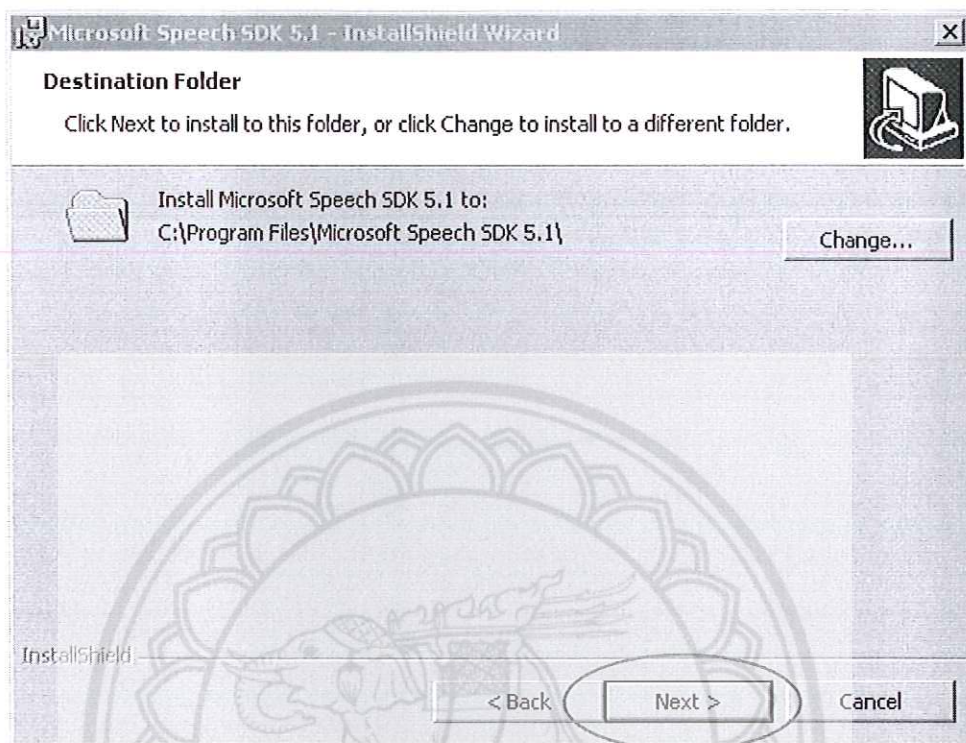 Microsoft Speech SDK 5.1 - InstallShield Wizard
Destination Folder
Click Next to install to this folder, or click Change to install to a different folder.
Install Microsoft Speech SDK 5.1 to:
C:\Program Files\Microsoft Speech SDK 5.1\
Change...
InstallShield
< Back
Next >
Cancel